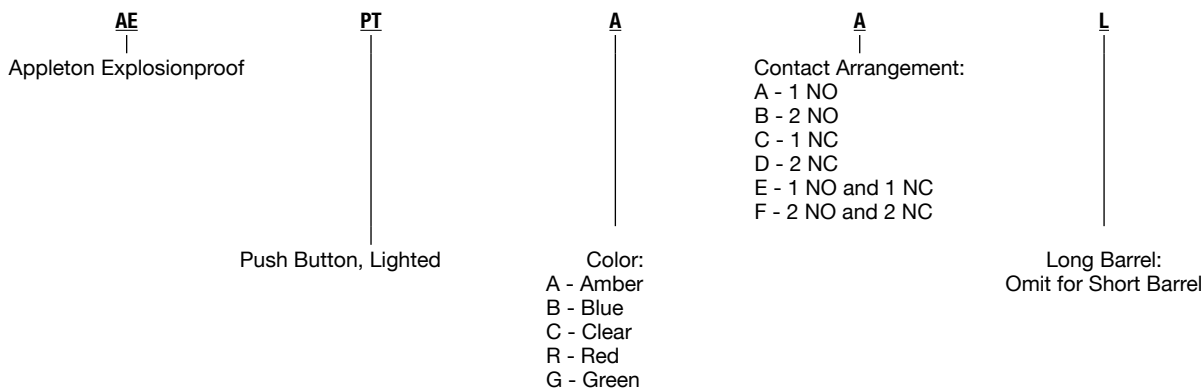 AE PT A A L
Appleton Explosionproof
Push Button, Lighted
Color:
A - Amber
B - Blue
C - Clear
R - Red
G - Green
Contact Arrangement:
A - 1 NO
B - 2 NO
C - 1 NC
D - 2 NC
E - 1 NO and 1 NC
F - 2 NO and 2 NC
Long Barrel:
Omit for Short Barrel